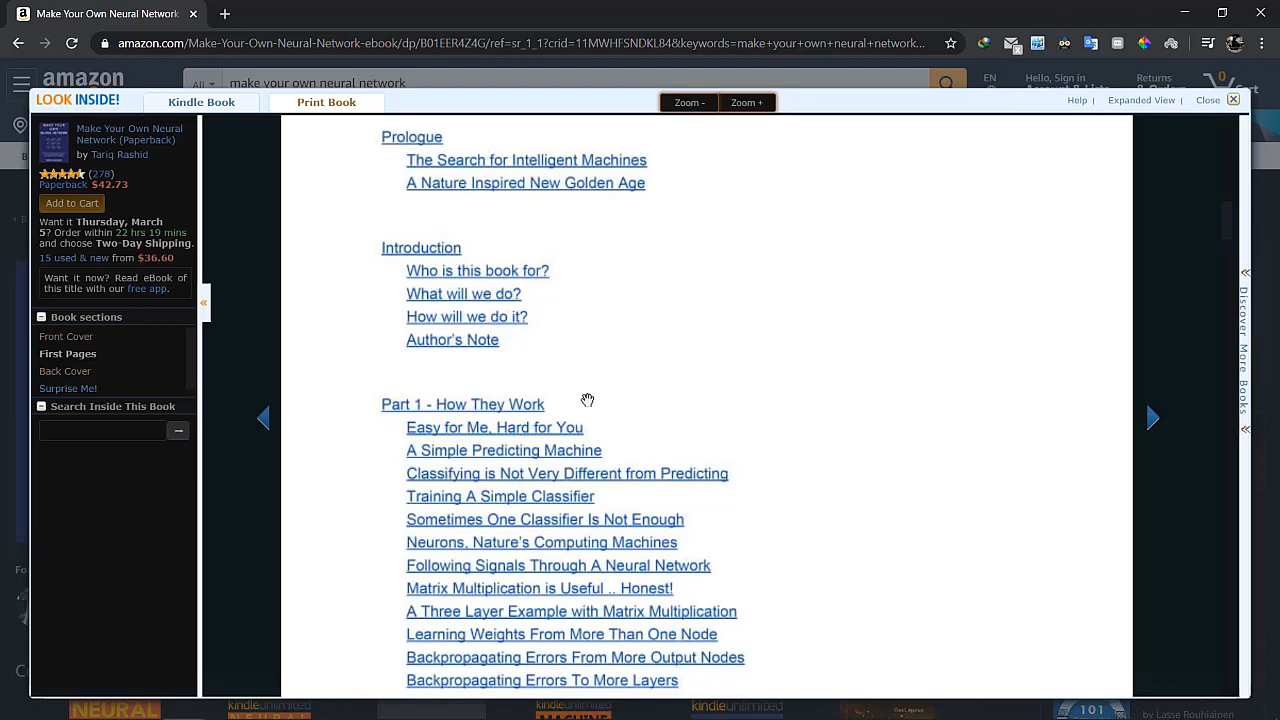 Amazon.com: Make Your Own Ne
amazon.com/Make-Your-Own-Neural-Network-ebook/dp/B01EER4Z4G/ref=sr_1_1?crid=11MWHFSNDKL84&keywords=make+your+own+neural+network...
amazon
All
make your own neural network
EN
Hello, Sign in
Returns
0
Cart
LOOK INSIDE!
Kindle Book
Print Book
Zoom -
Zoom +
Help |
Expanded View |
Close
Make Your Own Neural
Network (Paperback)
by Tariq Rashid
(278)
Paperback $42.73
Add to Cart
Want it Thursday, March
5? Order within 22 hrs 19 mins
and choose Two-Day Shipping.
15 used & new from $36.60
Want it now? Read eBook of
this title with our free app.
Book sections
Front Cover
First Pages
Back Cover
Surprise Me!
Search Inside This Book
Prologue
The Search for Intelligent Machines
A Nature Inspired New Golden Age
Introduction
Who is this book for?
What will we do?
How will we do it?
Author's Note
Part 1 - How They Work
Easy for Me, Hard for You
A Simple Predicting Machine
Classifying is Not Very Different from Predicting
Training A Simple Classifier
Sometimes One Classifier Is Not Enough
Neurons, Nature's Computing Machines
Following Signals Through A Neural Network
Matrix Multiplication is Useful .. Honest!
A Three Layer Example with Matrix Multiplication
Learning Weights From More Than One Node
Backpropagating Errors From More Output Nodes
Backpropagating Errors To More Layers
Discover More Books
NEURAL
kindleunlimited
kindleunlimited
101
by Lasse Rouhiainen